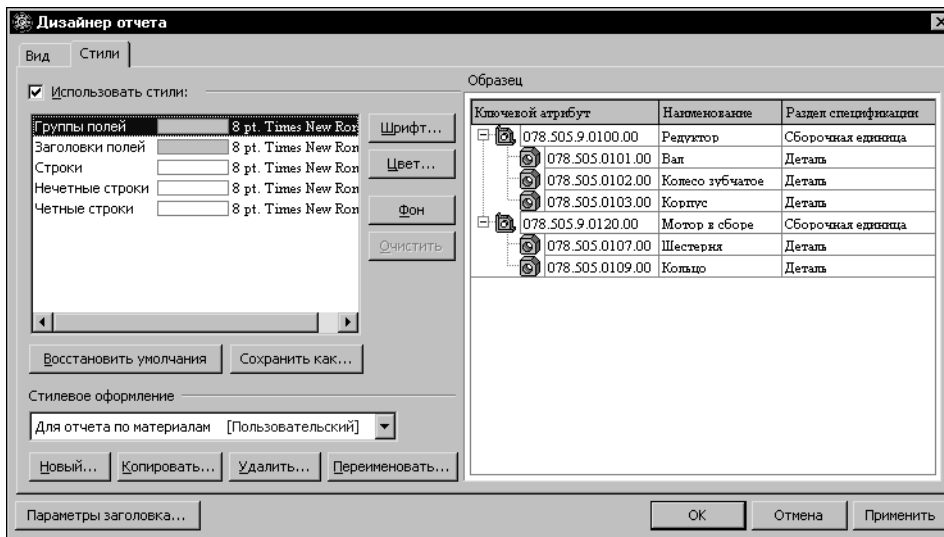 Дизайнер отчета
Вид
Стили
Использовать стили:
Группы полей 8 pt. Times New Ron
Заголовки полей 8 pt. Times New Ron
Строки 8 pt. Times New Ron
Нечетные строки 8 pt. Times New Ron
Четные строки 8 pt. Times New Ron
Шрифт...
Цвет...
Фон
Очистить
Восстановить умолчания
Сохранить как...
Стилевое оформление
Для отчета по материалам [Пользовательский]
Новый...
Копировать...
Удалить...
Переименовать...
Образец
Ключевой атрибут Наименование Раздел спецификации
078.505.9.0100.00 Редуктор Сборочная единица
078.505.0101.00 Вал Деталь
078.505.0102.00 Колесо зубчатое Деталь
078.505.0103.00 Корпус Деталь
078.505.9.0120.00 Мотор в сборе Сборочная единица
078.505.0107.00 Шестерня Деталь
078.505.0109.00 Кольцо Деталь
Параметры заголовка...
OK
Отмена
Применить